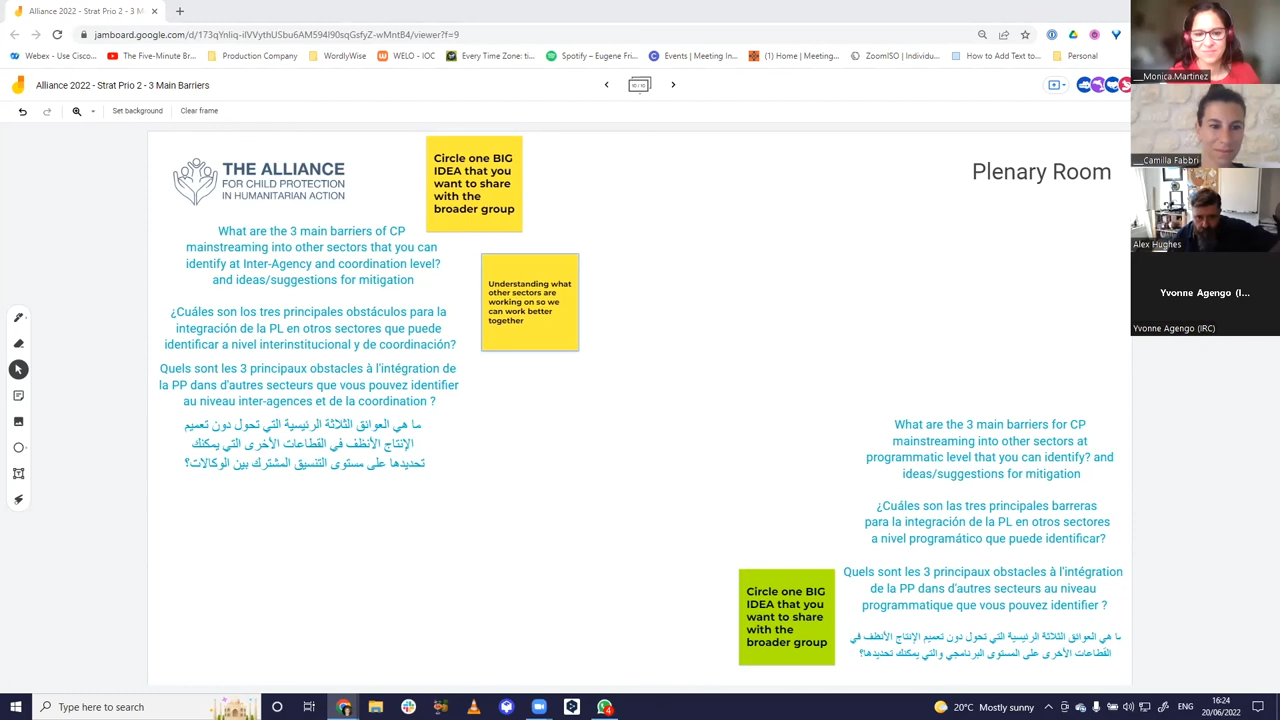 Alliance 2022 - Strat Prio 2 - 3 M
jamboard.google.com/d/173qYnliq-ilVVythUSbu6AM594I90sqGsfyZ-wMntB4/viewer?f=9
Webex - Use Cisco...
The Five-Minute Br...
Production Company
WordlyWise
WELO - IOC
Every Time zone: ti...
Spotify – Eugene Fri...
Events | Meeting In...
(1) Home | Meeting...
ZoomISO | Individu...
How to Add Text to...
Personal
Alliance 2022 - Strat Prio 2 - 3 Main Barriers
10 / 10
Set background
Clear frame
THE ALLIANCE
FOR CHILD PROTECTION
IN HUMANITARIAN ACTION
Circle one BIG
IDEA that you
want to share
with the
broader group
Plenary Room
What are the 3 main barriers of CP
mainstreaming into other sectors that you can
identify at Inter-Agency and coordination level?
and ideas/suggestions for mitigation
¿Cuáles son los tres principales obstáculos para la
integración de la PL en otros sectores que puede
identificar a nivel interinstitucional y de coordinación?
Quels sont les 3 principaux obstacles à l'intégration de
la PP dans d'autres secteurs que vous pouvez identifier
au niveau inter-agences et de la coordination ?
ما هي العوائق الثلاثة الرئيسية التي تحول دون تعميم
الإنتاج الأنظف في القطاعات الأخرى التي يمكنك
تحديدها على مستوى التنسيق المشترك بين الوكالات؟
Understanding what
other sectors are
working on so we
can work better
together
What are the 3 main barriers for CP
mainstreaming into other sectors at
programmatic level that you can identify? and
ideas/suggestions for mitigation
¿Cuáles son las tres principales barreras
para la integración de la PL en otros sectores
a nivel programático que puede identificar?
Quels sont les 3 principaux obstacles à l'intégration
de la PP dans d'autres secteurs au niveau
programmatique que vous pouvez identifier ?
ما هي العوائق الثلاثة الرئيسية التي تحول دون تعميم الإنتاج الأنظف في
القطاعات الأخرى على المستوى البرنامجي والتي يمكنك تحديدها؟
Circle one BIG
IDEA that you
want to share
with the
broader group
__Monica.Martinez
__Camilla Fabbri
Alex Hughes
Yvonne Agengo (I...
Yvonne Agengo (IRC)
Type here to search
4
20°C Mostly sunny
16:24
20/06/2022